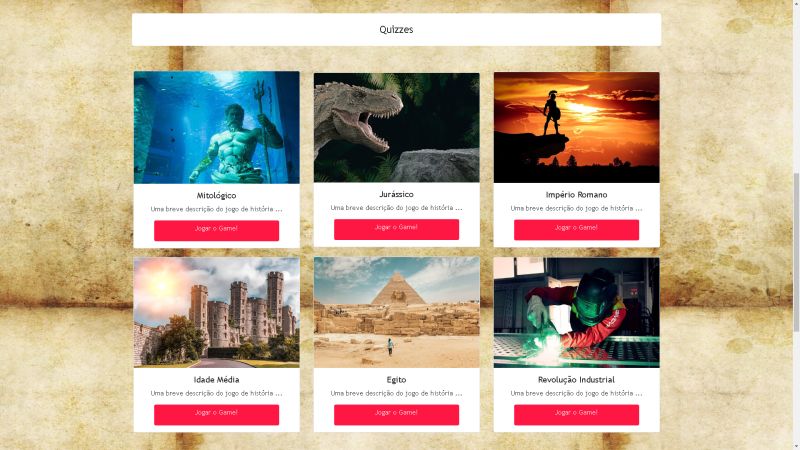 Quizzes
Mitológico
Uma breve descrição do jogo de história ...
Jogar o Game!
Jurássico
Uma breve descrição do jogo de história ...
Jogar o Game!
Império Romano
Uma breve descrição do jogo de história ...
Jogar o Game!
Idade Média
Uma breve descrição do jogo de história ...
Jogar o Game!
Egito
Uma breve descrição do jogo de história ...
Jogar o Game!
Revolução Industrial
Uma breve descrição do jogo de história ...
Jogar o Game!